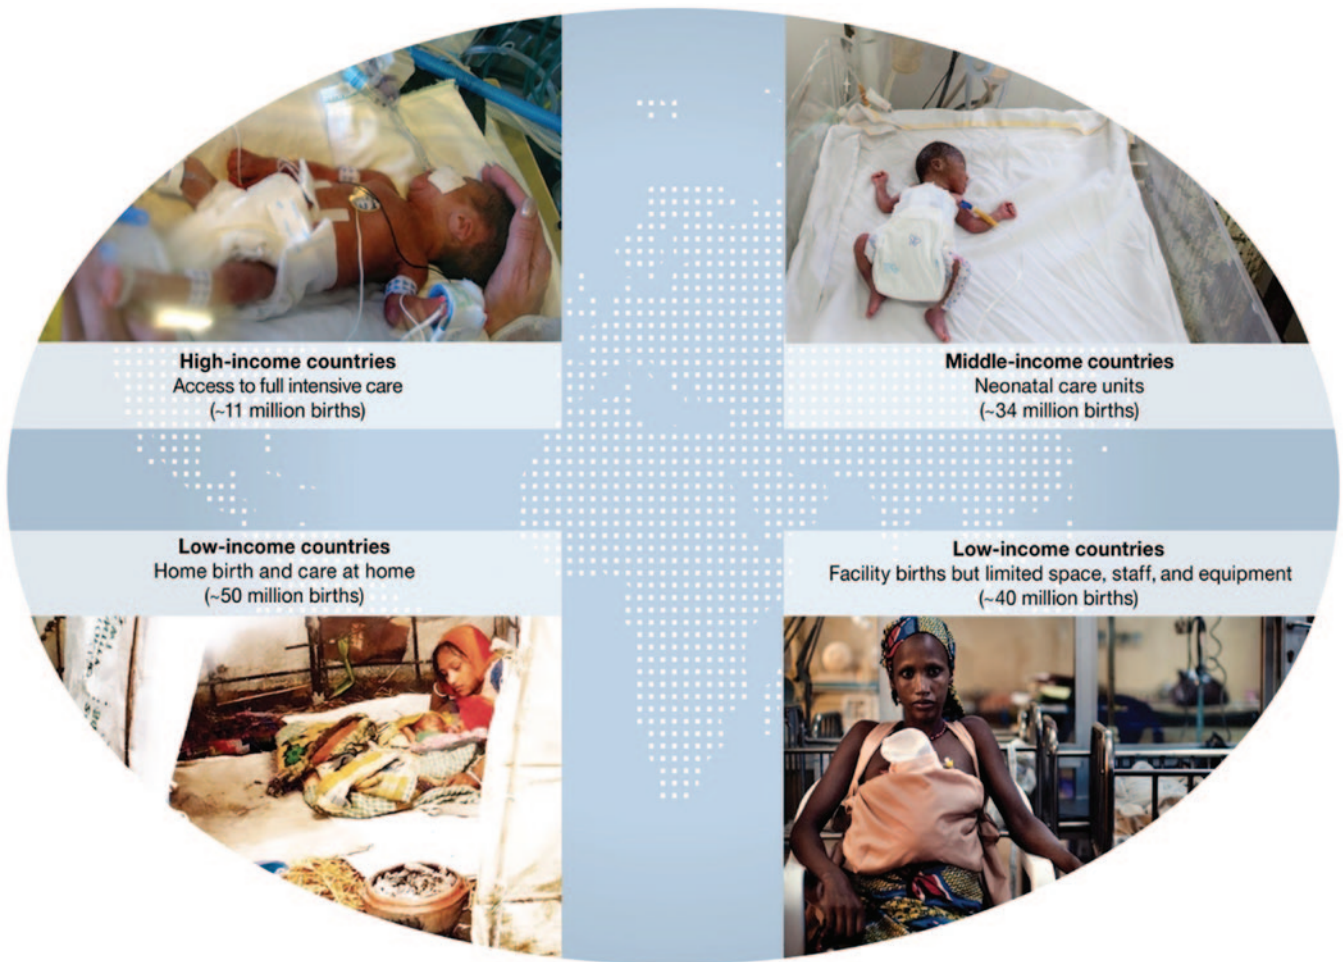 High-income countries
Access to full intensive care
(~11 million births)
Middle-income countries
Neonatal care units
(~34 million births)
Low-income countries
Home birth and care at home
(~50 million births)
Low-income countries
Facility births but limited space, staff, and equipment
(~40 million births)